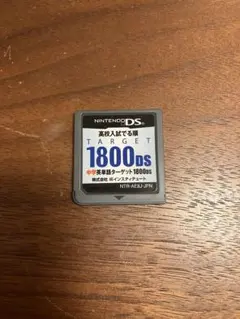 NINTENDO DS
高校入試でる順
TARGET
1800DS
中学英単語ターゲット1800DS
株式会社 IEインスティテュート
NTR-AE9J-JPN